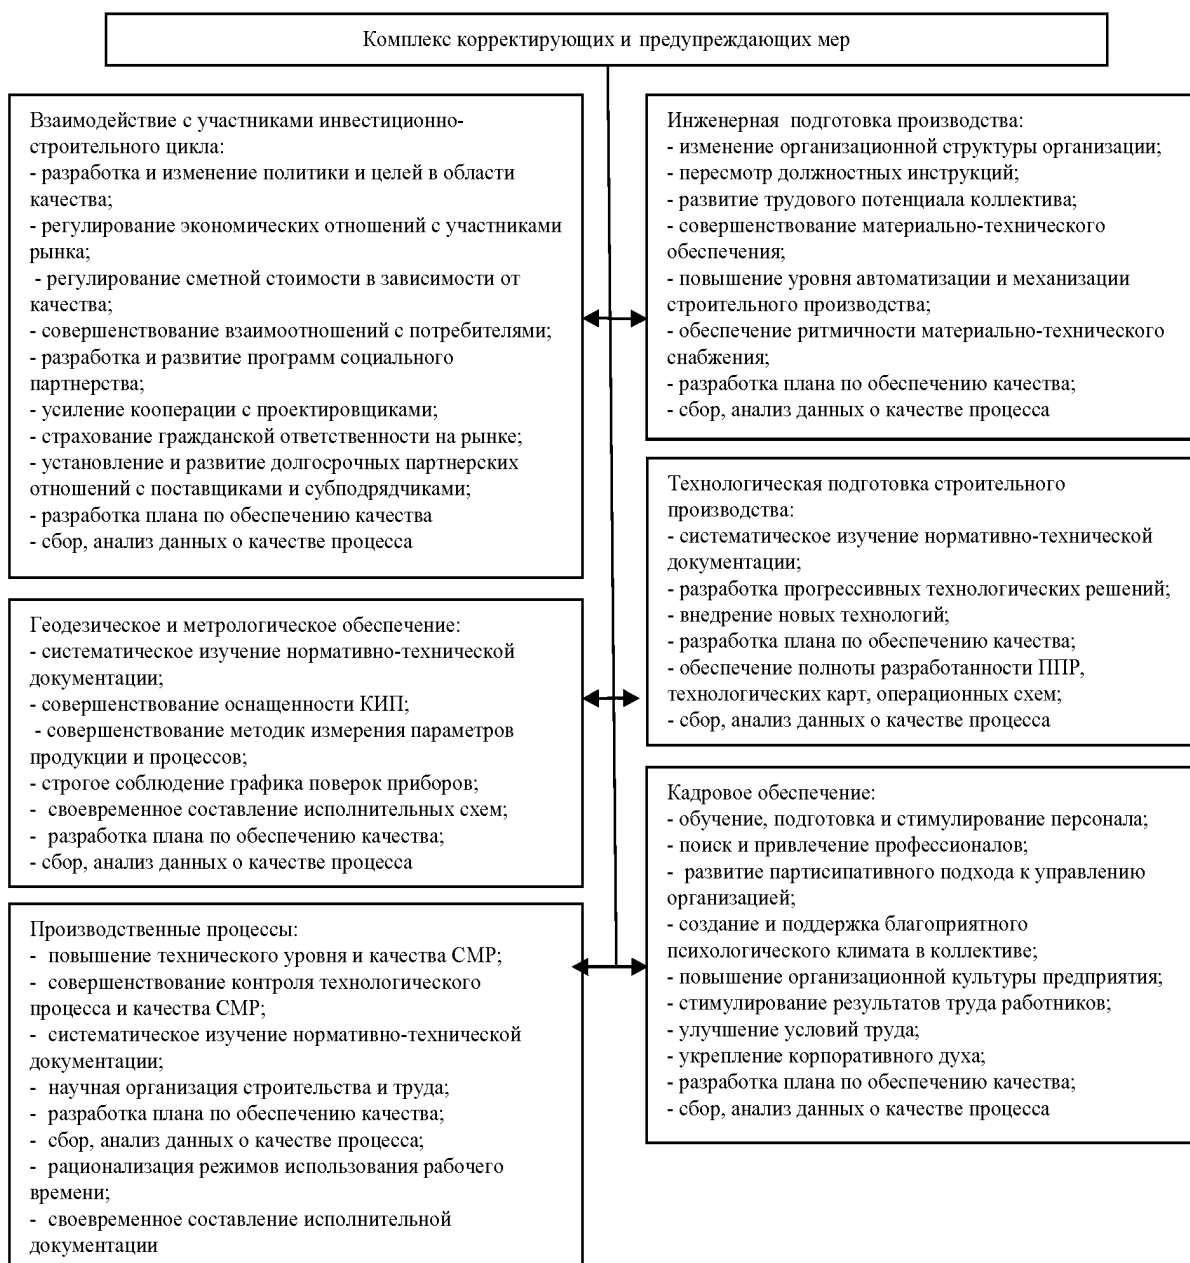 Комплекс корректирующих и предупреждающих мер
Взаимодействие с участниками инвестиционно-
строительного цикла:
- разработка и изменение политики и целей в области
качества;
- регулирование экономических отношений с участниками
рынка;
- регулирование сметной стоимости в зависимости от
качества;
- совершенствование взаимоотношений с потребителями;
- разработка и развитие программ социального
партнерства;
- усиление кооперации с проектировщиками;
- страхование гражданской ответственности на рынке;
- установление и развитие долгосрочных партнерских
отношений с поставщиками и субподрядчиками;
- разработка плана по обеспечению качества
- сбор, анализ данных о качестве процесса
Геодезическое и метрологическое обеспечение:
- систематическое изучение нормативно-технической
документации;
- совершенствование оснащенности КИП;
- совершенствование методик измерения параметров
продукции и процессов;
- строгое соблюдение графика поверок приборов;
- своевременное составление исполнительных схем;
- разработка плана по обеспечению качества;
- сбор, анализ данных о качестве процесса
Производственные процессы:
- повышение технического уровня и качества СМР;
- совершенствование контроля технологического
процесса и качества СМР;
- систематическое изучение нормативно-технической
документации;
- научная организация строительства и труда;
- разработка плана по обеспечению качества;
- сбор, анализ данных о качестве процесса;
- рационализация режимов использования рабочего
времени;
- своевременное составление исполнительной
документации
Инженерная подготовка производства:
- изменение организационной структуры организации;
- пересмотр должностных инструкций;
- развитие трудового потенциала коллектива;
- совершенствование материально-технического
обеспечения;
- повышение уровня автоматизации и механизации
строительного производства;
- обеспечение ритмичности материально-технического
снабжения;
- разработка плана по обеспечению качества;
- сбор, анализ данных о качестве процесса
Технологическая подготовка строительного
производства:
- систематическое изучение нормативно-технической
документации;
- разработка прогрессивных технологических решений;
- внедрение новых технологий;
- разработка плана по обеспечению качества;
- обеспечение полноты разработанности ППР,
технологических карт, операционных схем;
- сбор, анализ данных о качестве процесса
Кадровое обеспечение:
- обучение, подготовка и стимулирование персонала;
- поиск и привлечение профессионалов;
- развитие партисипативного подхода к управлению
организацией;
- создание и поддержка благоприятного
психологического климата в коллективе;
- повышение организационной культуры предприятия;
- стимулирование результатов труда работников;
- улучшение условий труда;
- укрепление корпоративного духа;
- разработка плана по обеспечению качества;
- сбор, анализ данных о качестве процесса